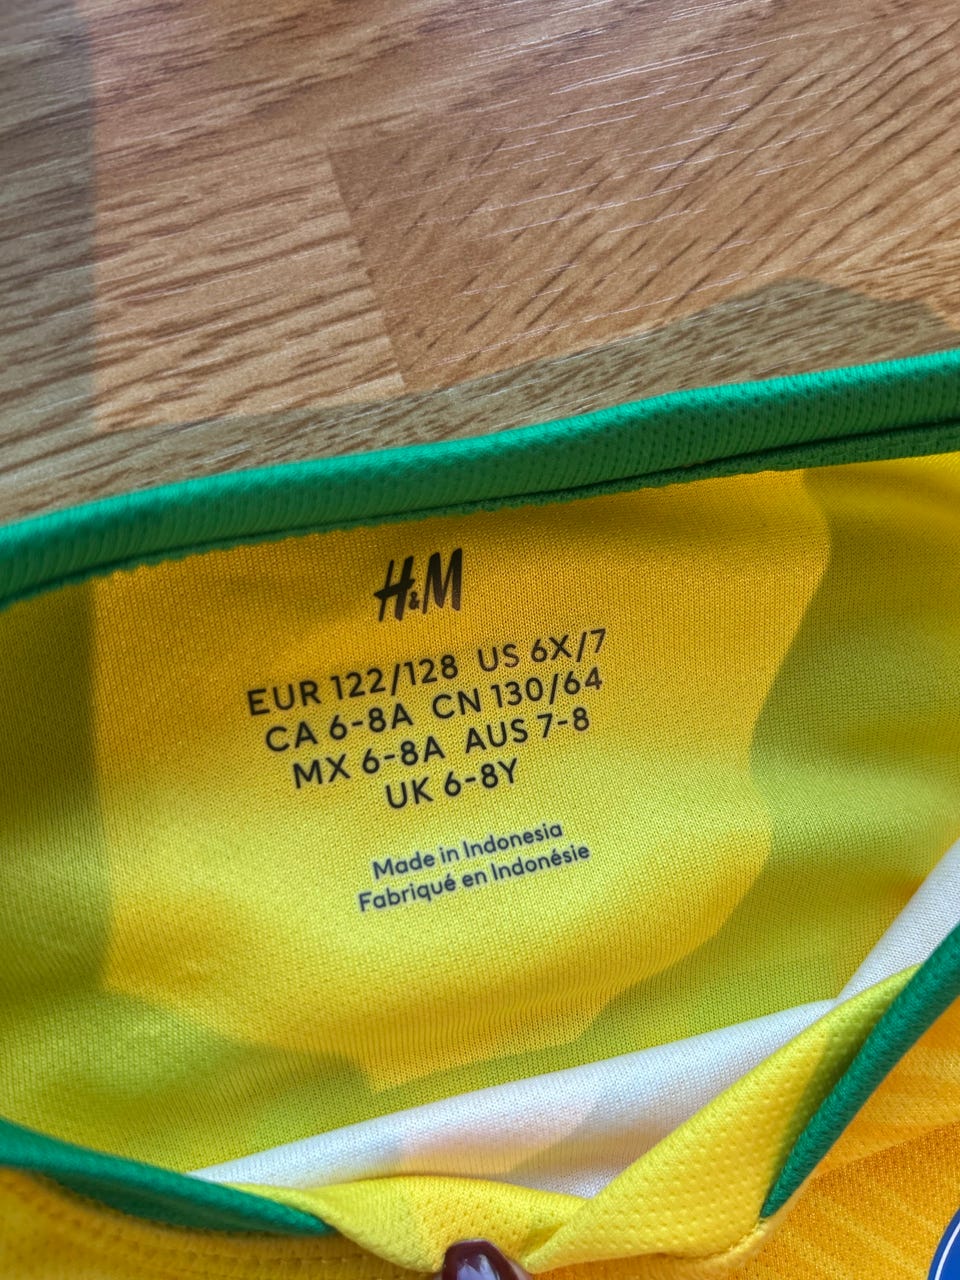 H&M
EUR 122/128 US 6X/7
CA 6-8A CN 130/64
MX 6-8A AUS 7-8
UK 6-8Y
Made in Indonesia
Fabriqué en Indonésie